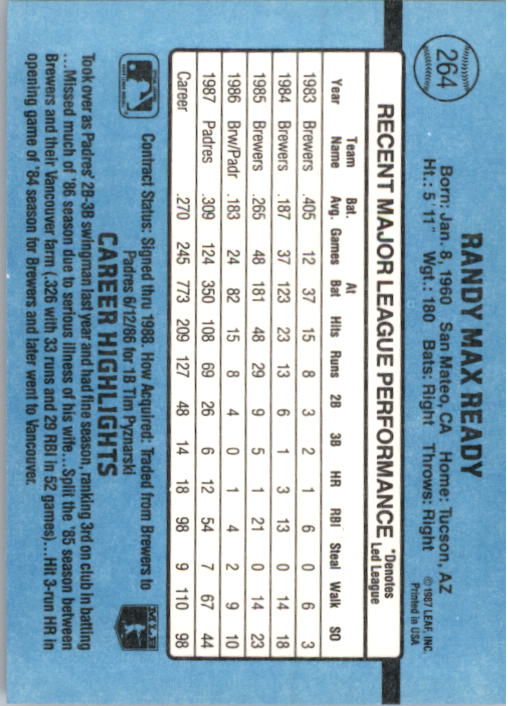 264
RANDY MAX READY
Born: Jan. 8, 1960 San Mateo, CA Home: Tucson, AZ
Ht.: 5' 11" Wgt.: 180 Bats: Right Throws: Right
© 1987 LEAF, INC.
Printed in USA
RECENT MAJOR LEAGUE PERFORMANCE *Denotes Led League
Year Team Name Bat. Avg. Games At Bat Hits Runs 2B 3B HR RBI Steal Walk SO
1983 Brewers .405 12 37 15 8 3 2 1 6 0 6 3
1984 Brewers .187 37 123 23 13 6 1 3 13 0 14 18
1985 Brewers .265 48 181 48 29 9 5 1 21 0 14 23
1986 Brw/Padr .183 24 82 15 8 4 0 1 4 2 9 10
1987 Padres .309 124 350 108 69 26 6 12 54 7 67 44
Career .270 245 773 209 127 48 14 18 98 9 110 98
Contract Status: Signed thru 1988. How Acquired: Traded from Brewers to
Padres 6/12/86 for 1B Tim Pyznarski
CAREER HIGHLIGHTS
Took over as Padres' 2B-3B swingman last year and had fine season, ranking 3rd on club in batting
...Missed much of '86 season due to serious illness of his wife...Split the '85 season between
Brewers and their Vancouver farm (.326 with 33 runs and 29 RBI in 52 games)...Hit 3-run HR in
opening game of '84 season for Brewers and later went to Vancouver.